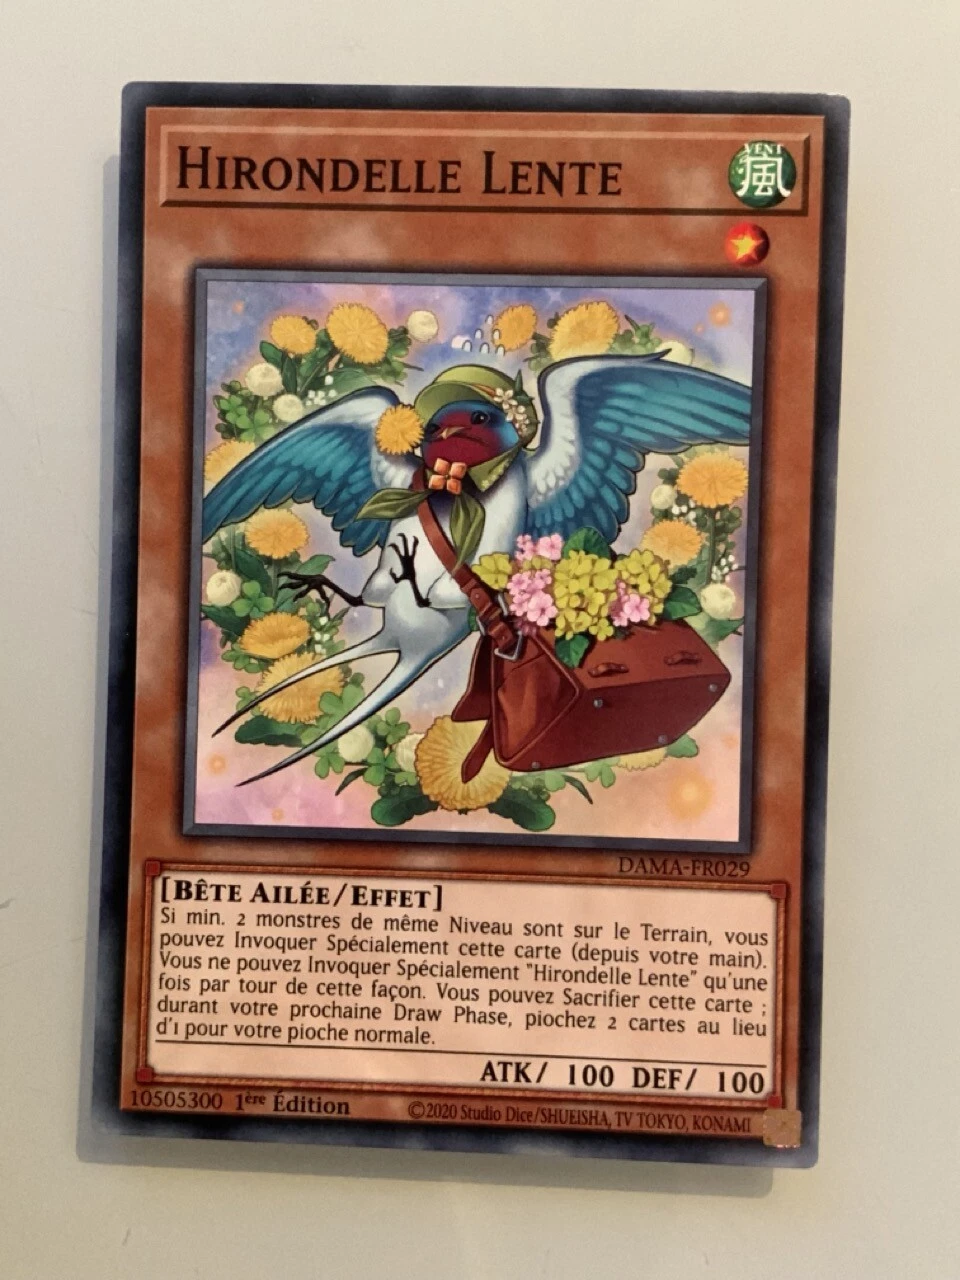 HIRONDELLE LENTE
VENT
嵐
DAMA-FR029
[BÊTE AILÉE/EFFET]
Si min. 2 monstres de même Niveau sont sur le Terrain, vous
pouvez Invoquer Spécialement cette carte (depuis votre main).
Vous ne pouvez Invoquer Spécialement "Hirondelle Lente" qu'une
fois par tour de cette façon. Vous pouvez Sacrifier cette carte ;
durant votre prochaine Draw Phase, piochez 2 cartes au lieu
d'1 pour votre pioche normale.
ATK/ 100 DEF/ 100
10505300 1ère Édition
©2020 Studio Dice/SHUEISHA, TV TOKYO, KONAMI